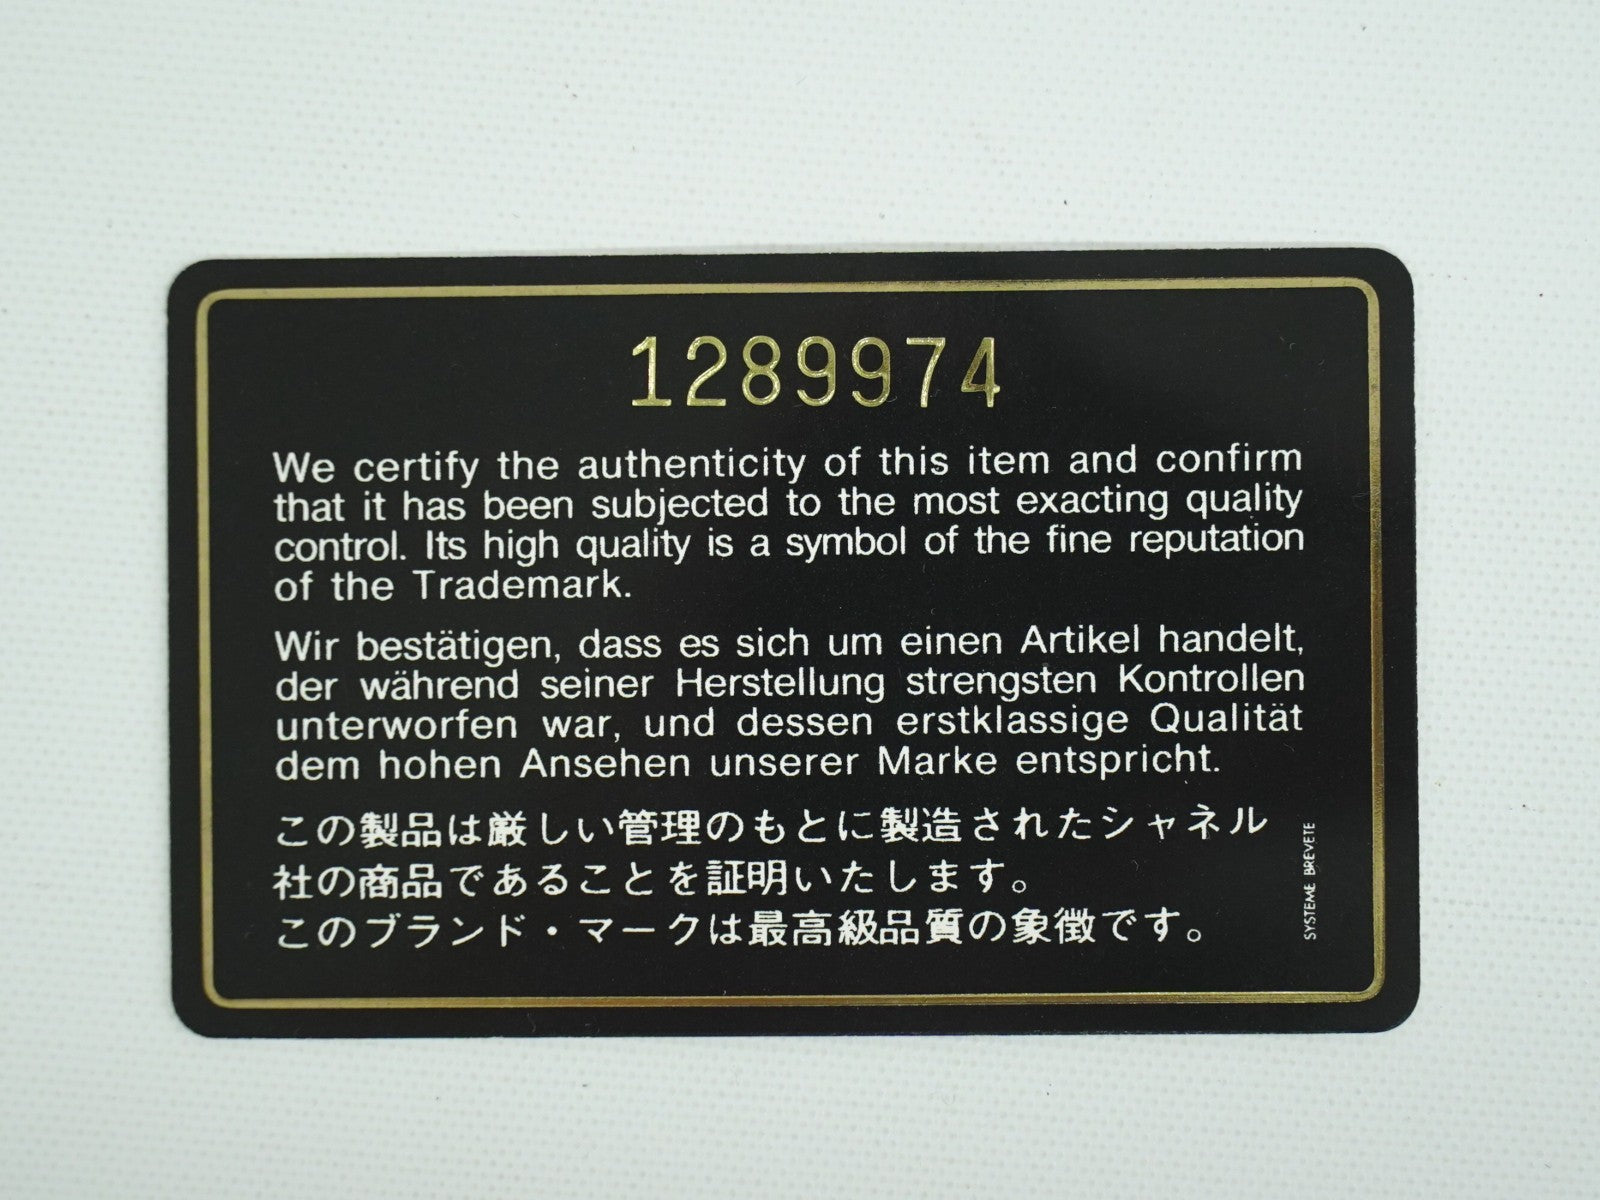 1289974
We certify the authenticity of this item and confirm
that it has been subjected to the most exacting quality
control. Its high quality is a symbol of the fine reputation
of the Trademark.
Wir bestätigen, dass es sich um einen Artikel handelt,
der während seiner Herstellung strengsten Kontrollen
unterworfen war, und dessen erstklassige Qualität
dem hohen Ansehen unserer Marke entspricht.
この製品は厳しい管理のもとに製造されたシャネル
社の商品であることを証明いたします。
このブランド・マークは最高級品質の象徴です。
SYSTEME BREVETE